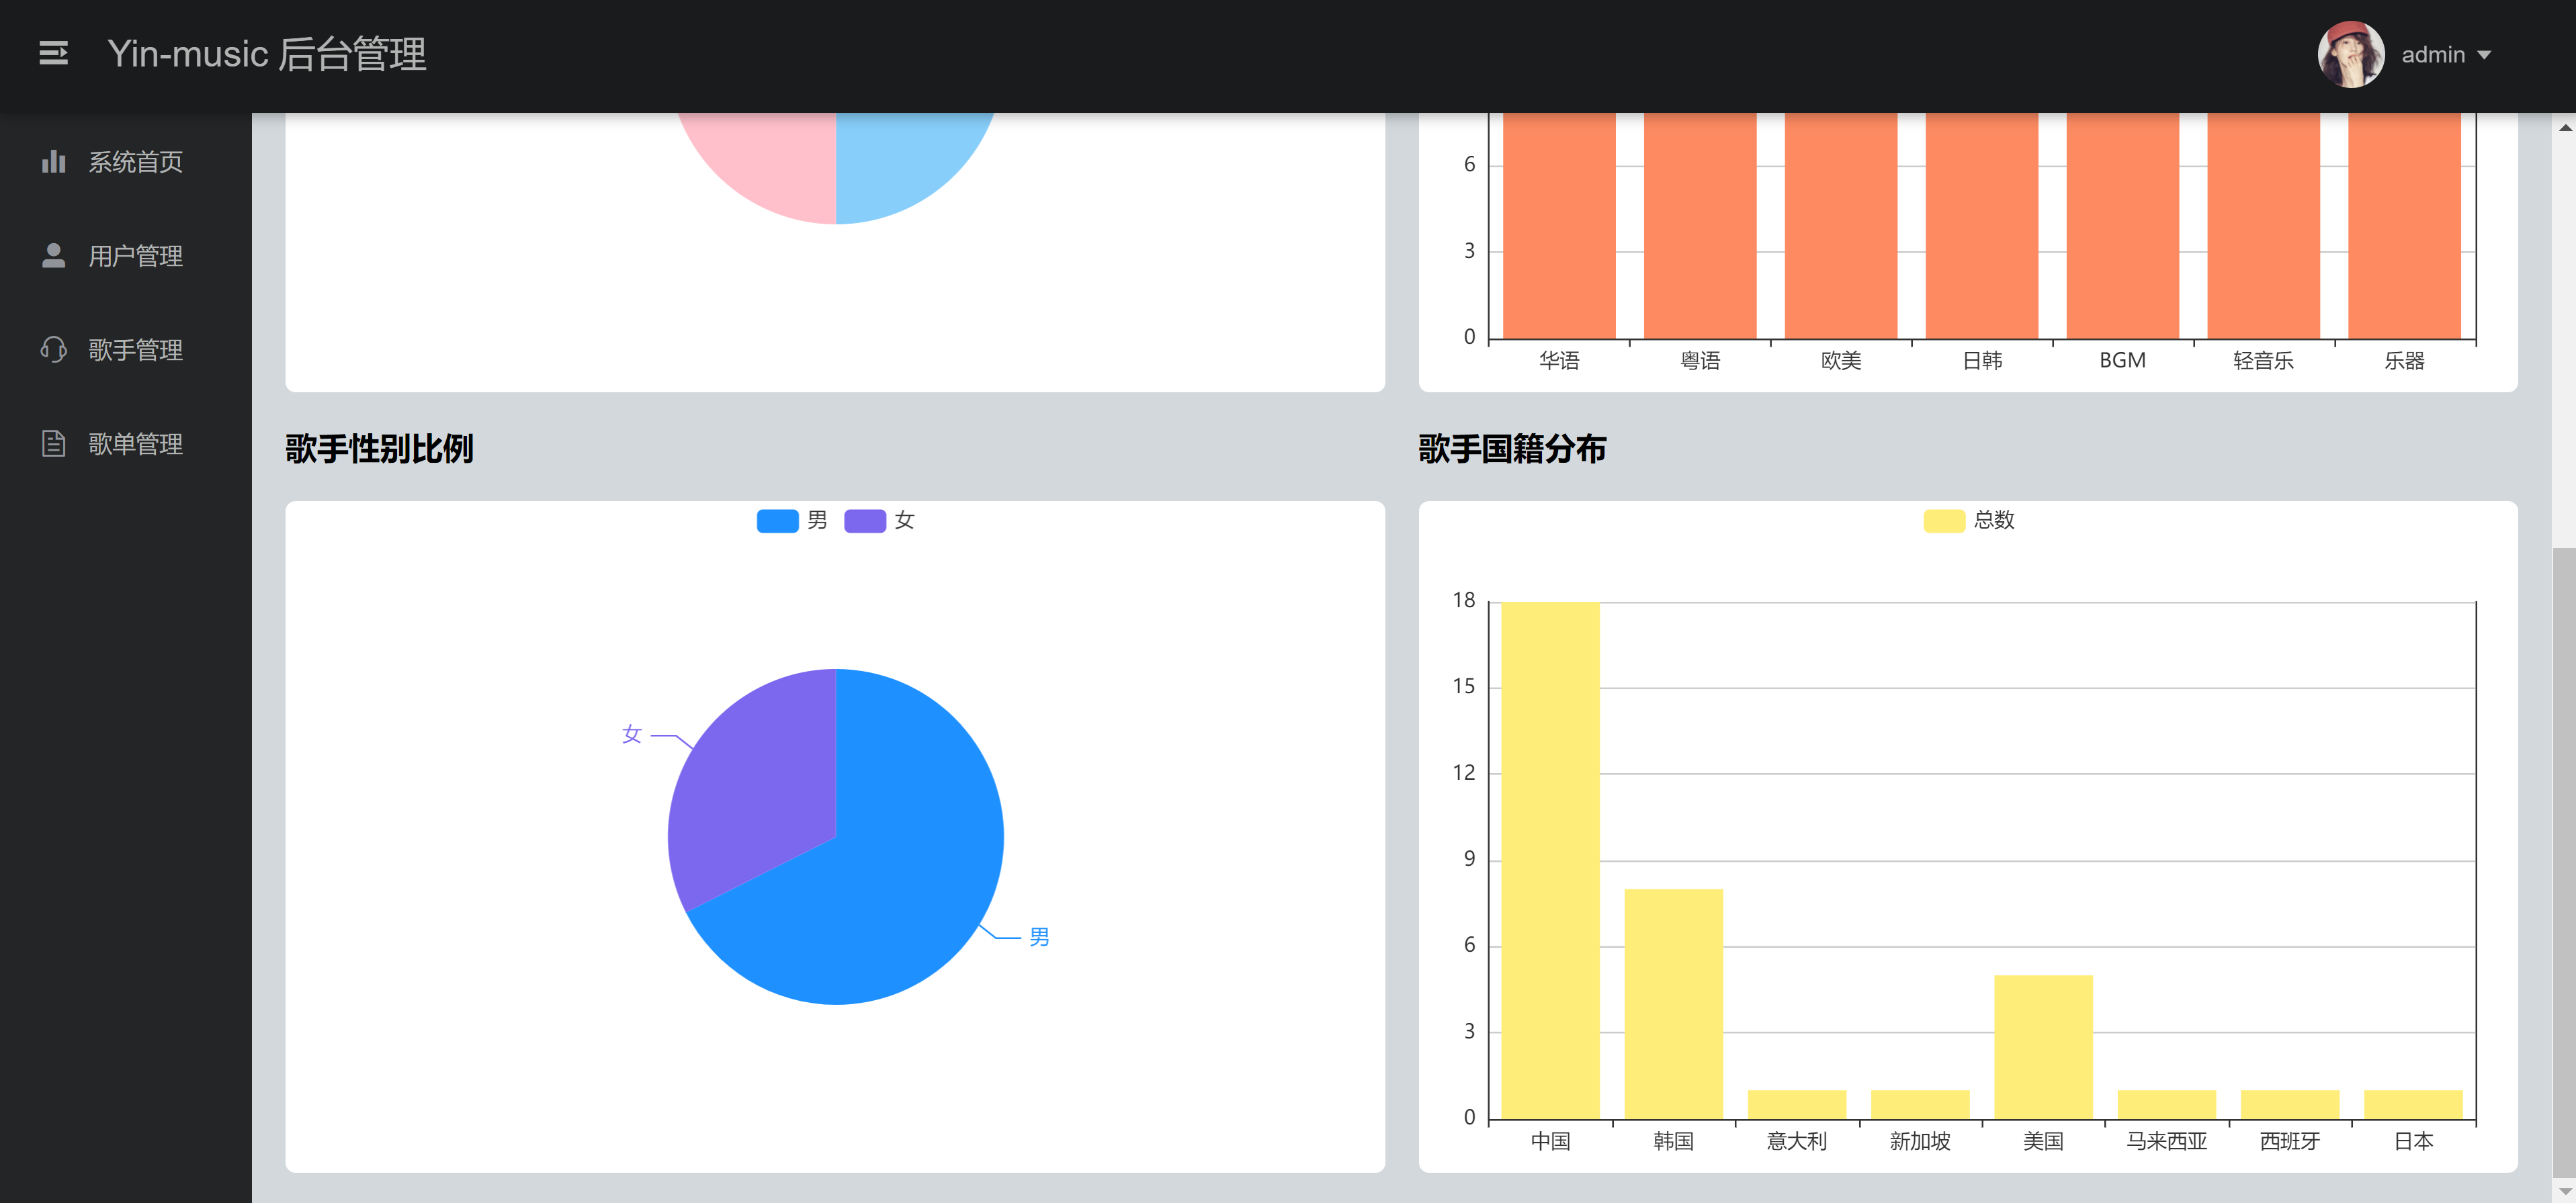 Yin-music 后台管理
admin
系统首页
用户管理
歌手管理
歌单管理
6
3
0
华语 粤语 欧美 日韩 BGM 轻音乐 乐器
歌手性别比例
男 女
女
男
歌手国籍分布
总数
18
15
12
9
6
3
0
中国 韩国 意大利 新加坡 美国 马来西亚 西班牙 日本